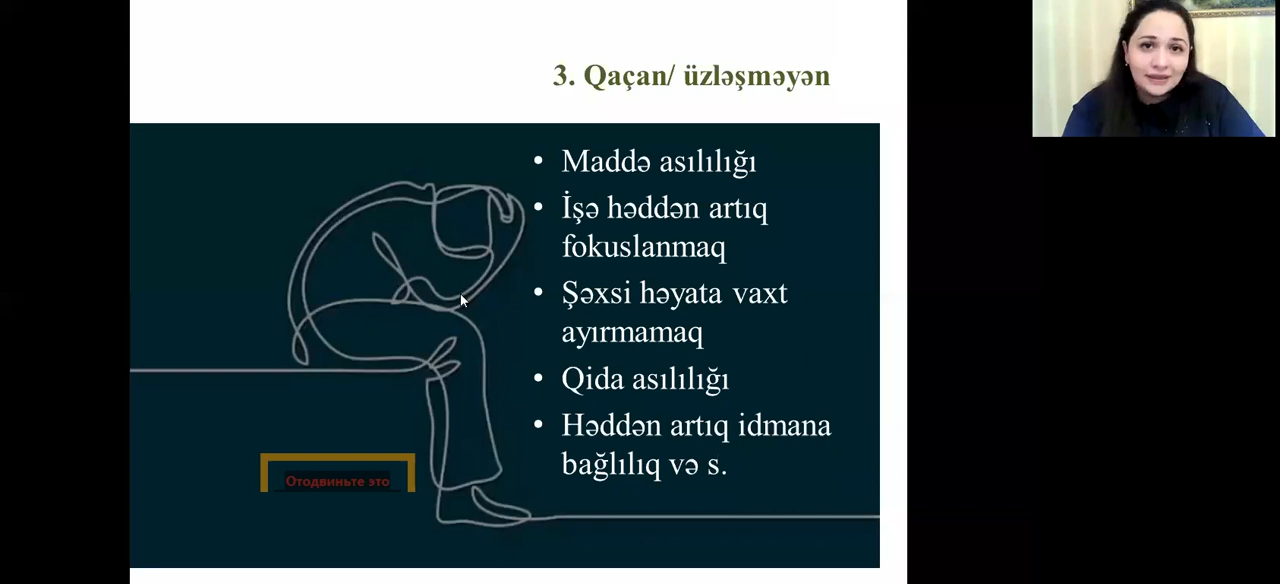 3. Qaçan/ üzləşməyən
• Maddə asılılığı
• İşə həddən artıq
fokuslanmaq
• Şəxsi həyata vaxt
ayırmamaq
• Qida asılılığı
• Həddən artıq idmana
bağlılıq və s.
Отодвиньте это